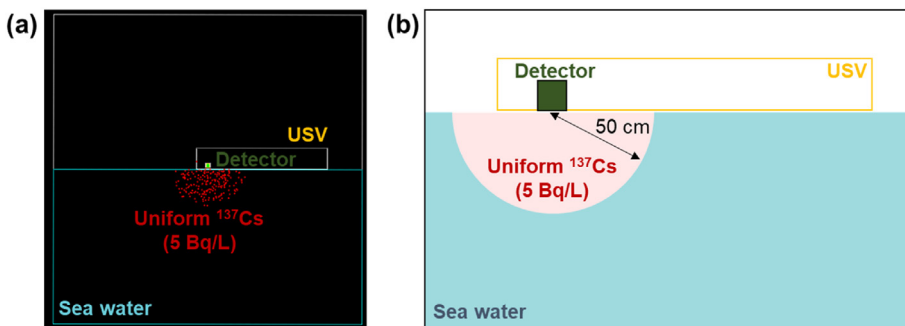 (a)
USV
Detector
Uniform ¹³⁷Cs
(5 Bq/L)
Sea water
(b)
Detector
USV
50 cm
Uniform ¹³⁷Cs
(5 Bq/L)
Sea water